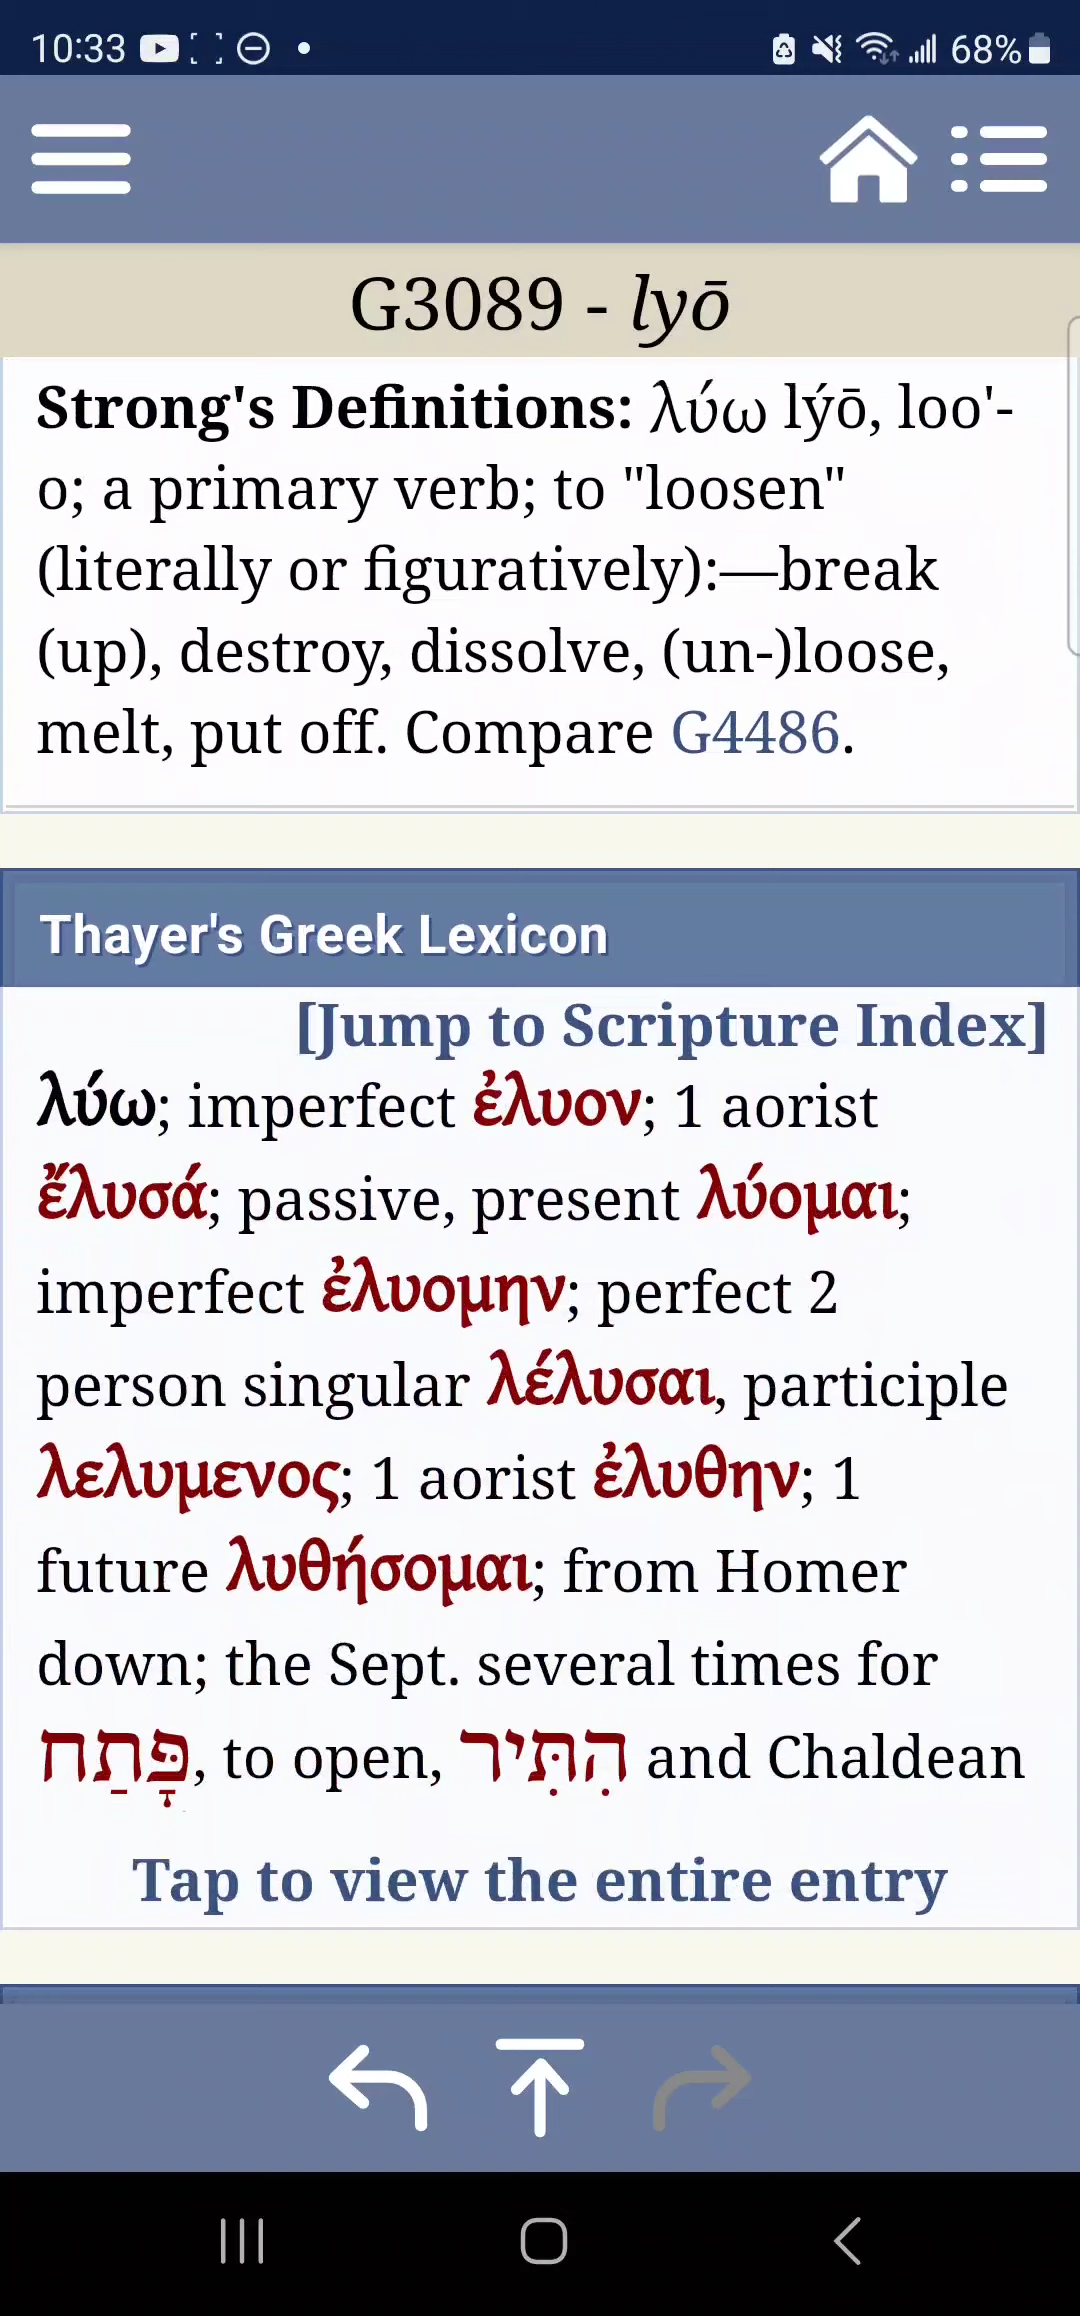 10:33
68%
G3089 - lyō
Strong's Definitions: λύω lýō, loo'-
o; a primary verb; to "loosen"
(literally or figuratively):—break
(up), destroy, dissolve, (un-)loose,
melt, put off. Compare G4486.
Thayer's Greek Lexicon
[Jump to Scripture Index]
λύω; imperfect ἐλυον; 1 aorist
ἔλυσά; passive, present λύομαι;
imperfect ἐλυομην; perfect 2
person singular λέλυσαι, participle
λελυμενος; 1 aorist ἐλυθην; 1
future λυθήσομαι; from Homer
down; the Sept. several times for
פָּתַח, to open, הִתִּיר and Chaldean
Tap to view the entire entry